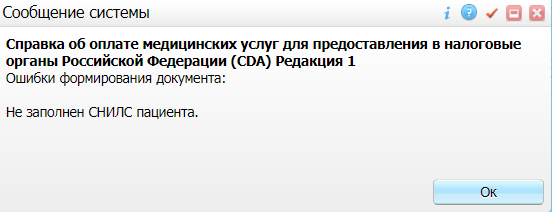 Сообщение системы
Справка об оплате медицинских услуг для предоставления в налоговые
органы Российской Федерации (CDA) Редакция 1
Ошибки формирования документа:
Не заполнен СНИЛС пациента.
Ок